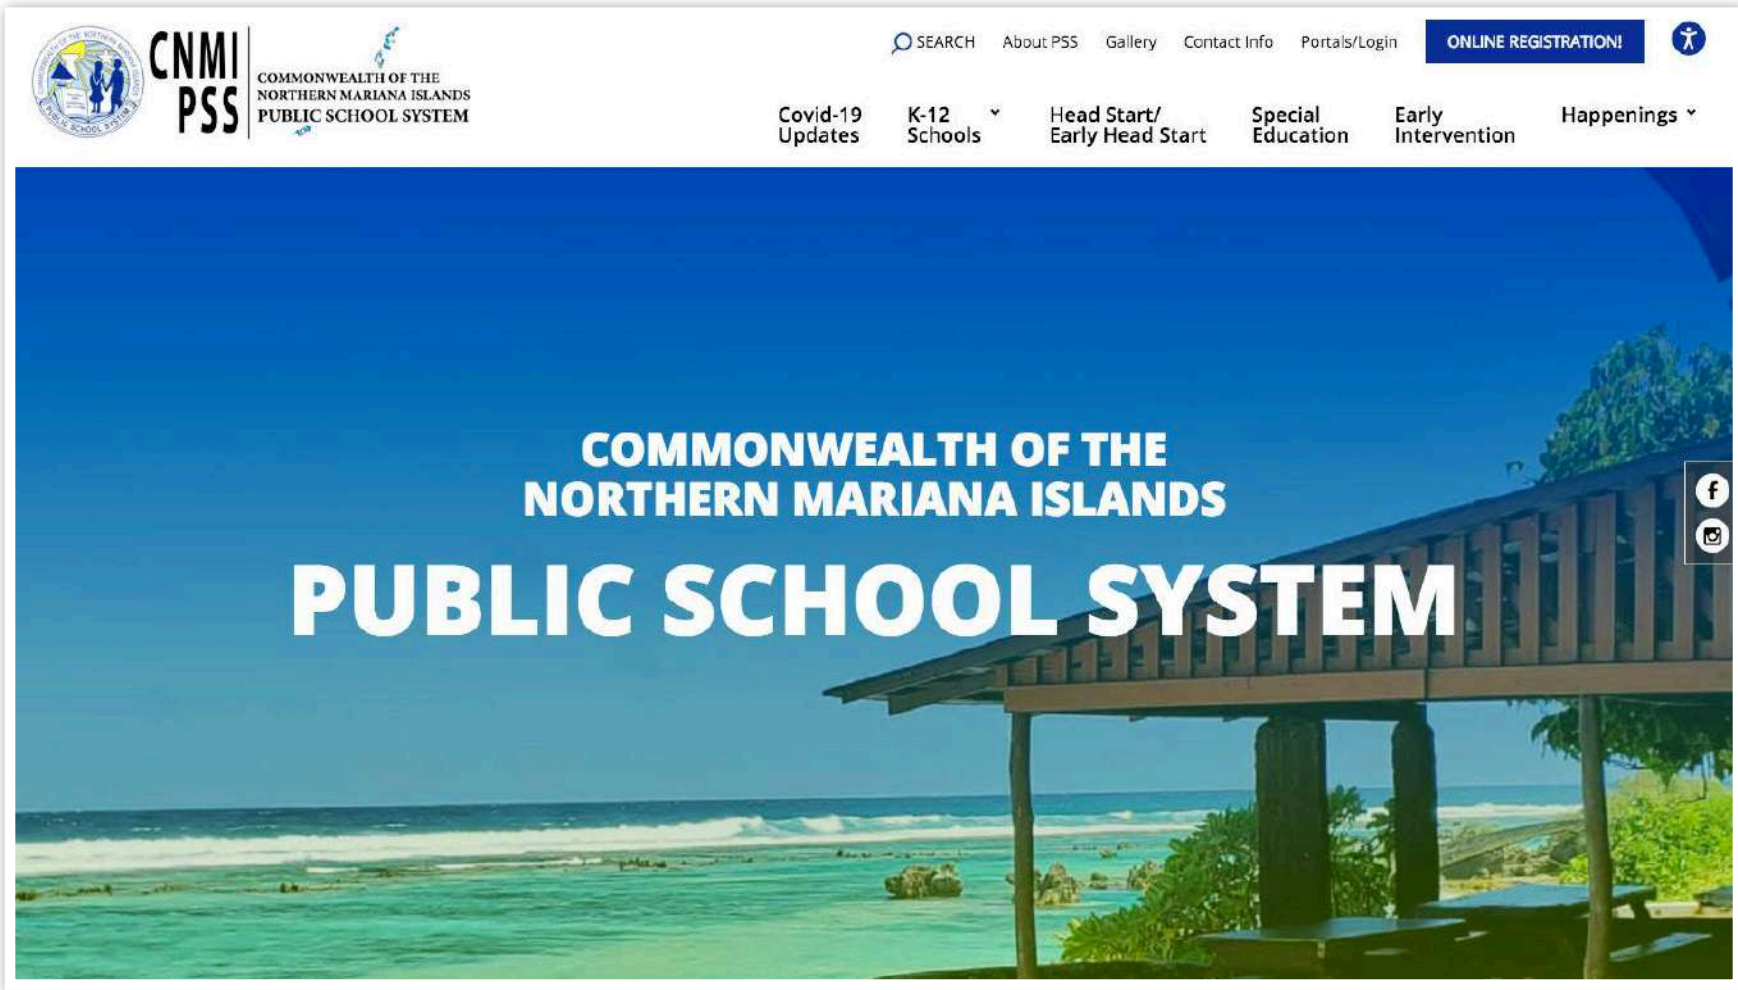 CNMI
PSS
COMMONWEALTH OF THE
NORTHERN MARIANA ISLANDS
PUBLIC SCHOOL SYSTEM
SEARCH About PSS Gallery Contact Info Portals/Login ONLINE REGISTRATION!
Covid-19
Updates
K-12
Schools
Head Start/
Early Head Start
Special
Education
Early
Intervention
Happenings
COMMONWEALTH OF THE
NORTHERN MARIANA ISLANDS
PUBLIC SCHOOL SYSTEM